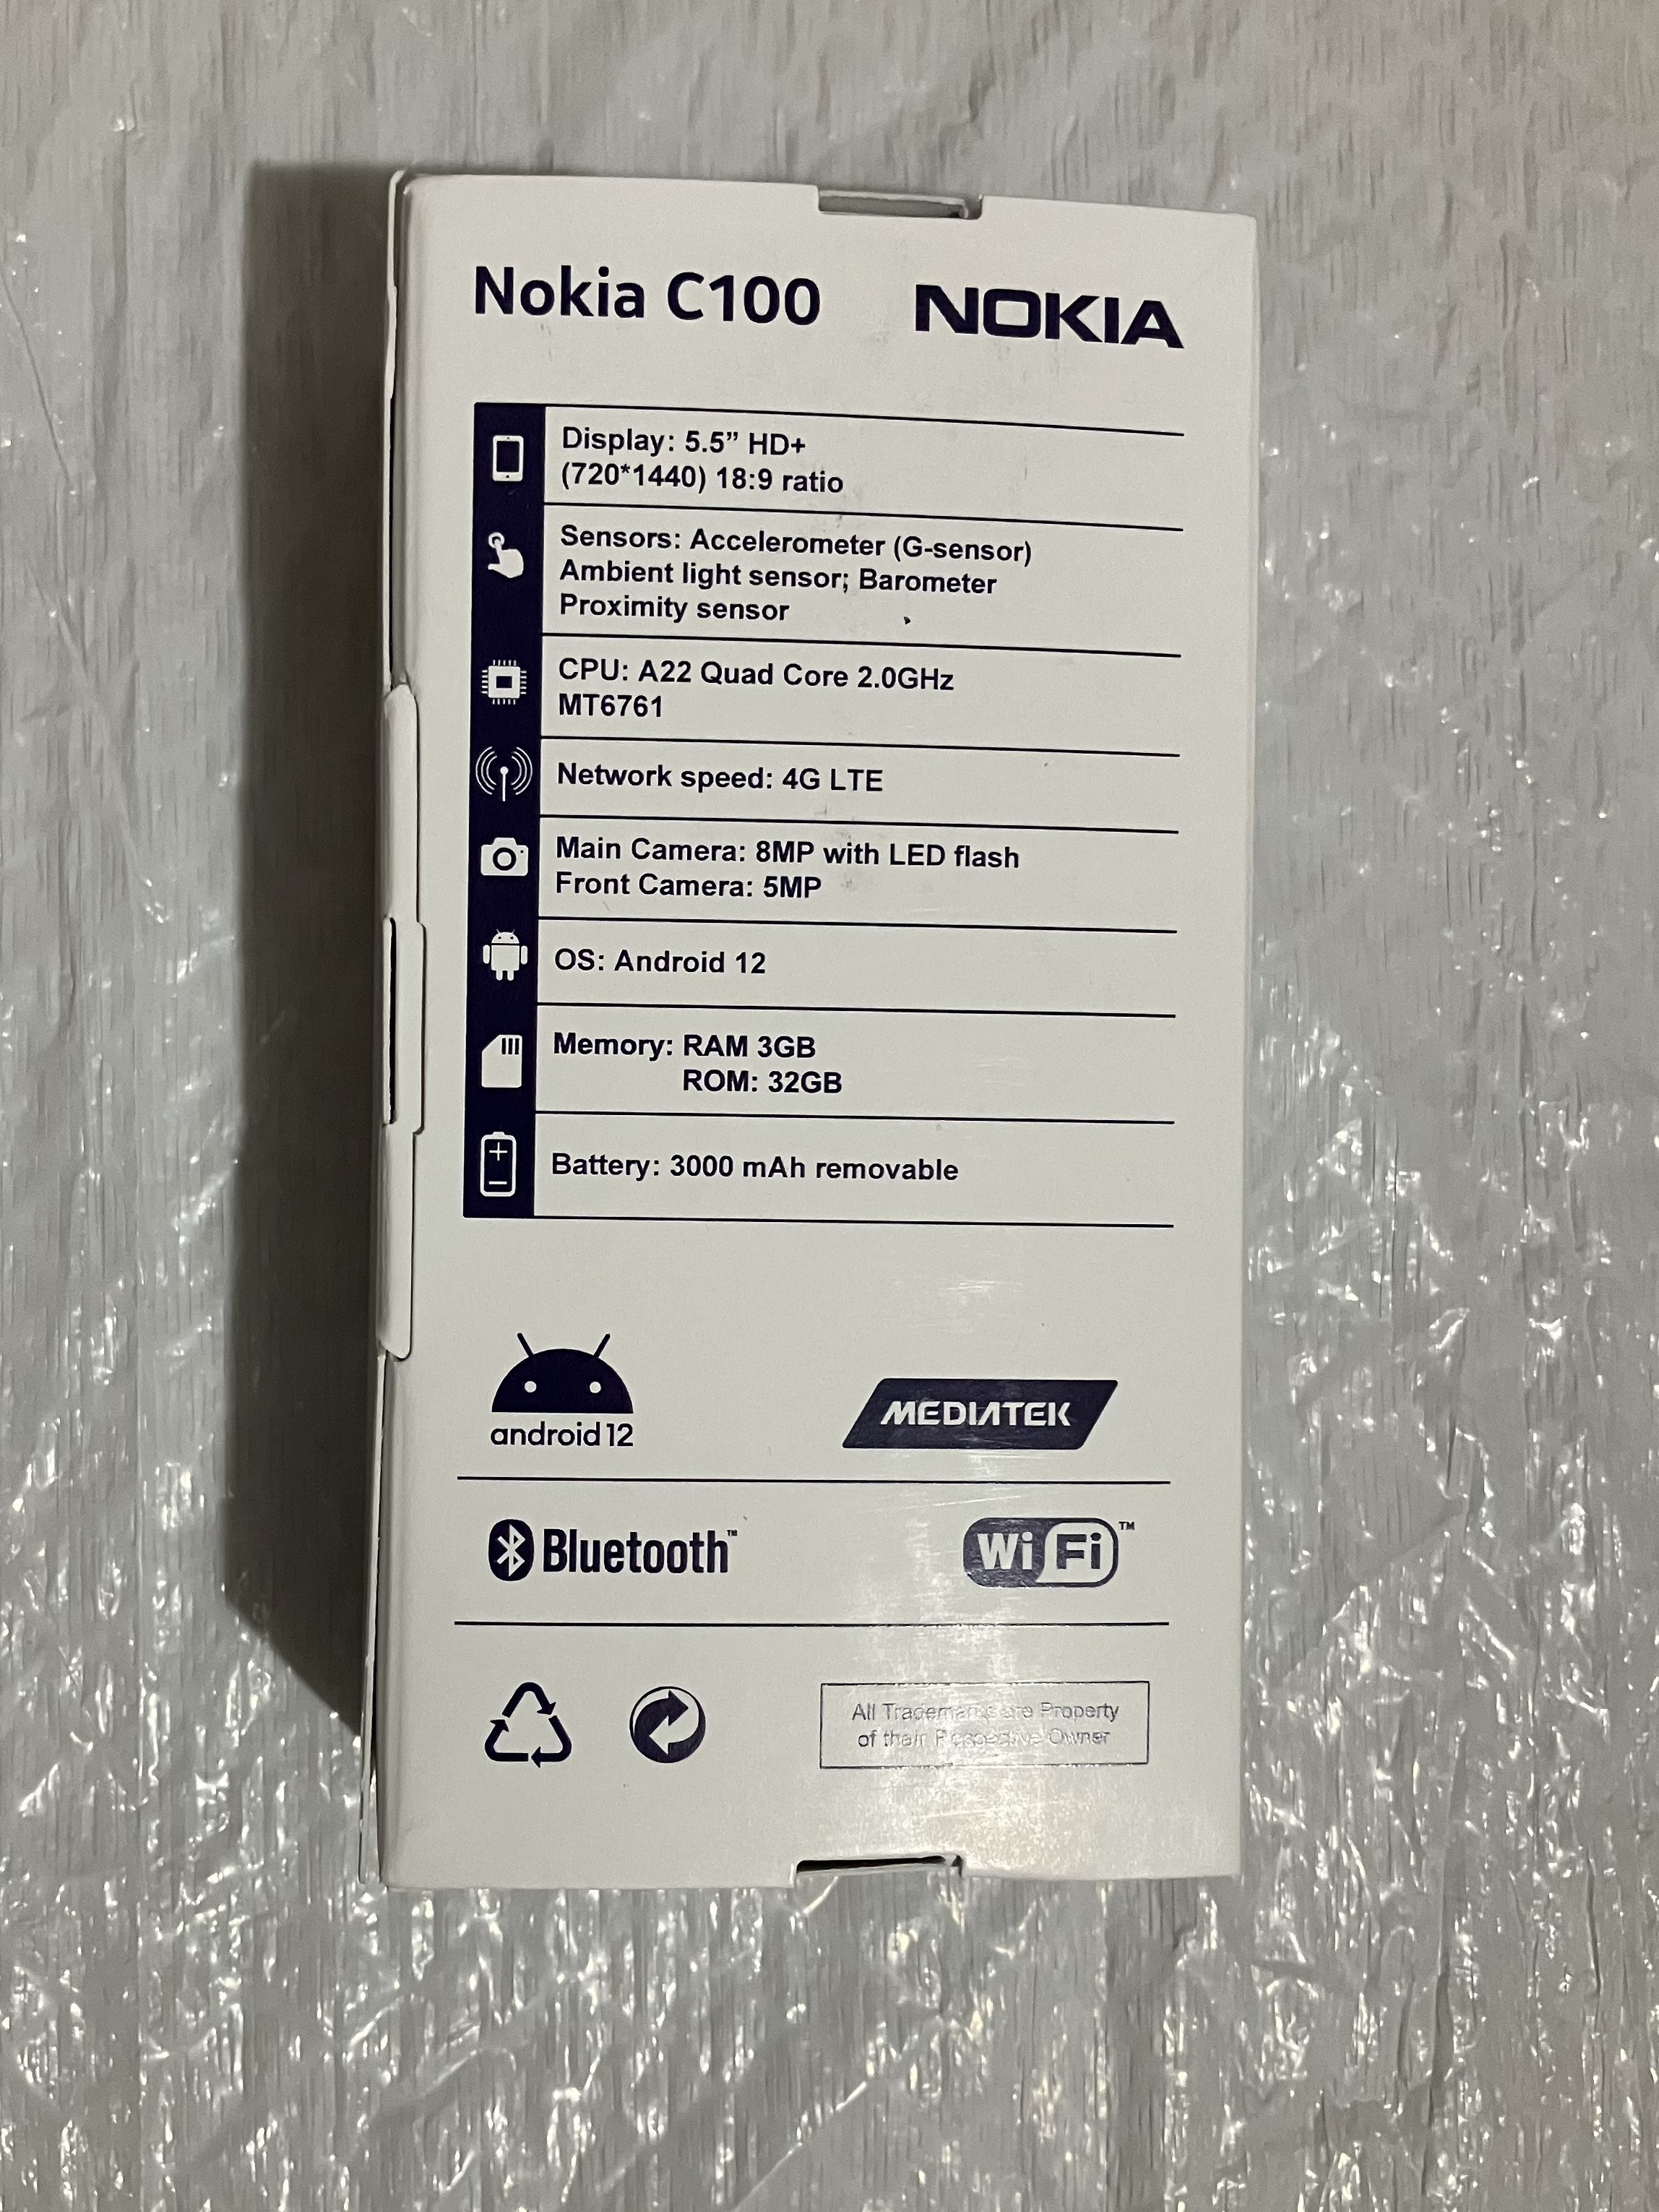 Nokia C100 NOKIA
Display: 5.5” HD+
(720*1440) 18:9 ratio
Sensors: Accelerometer (G-sensor)
Ambient light sensor; Barometer
Proximity sensor
CPU: A22 Quad Core 2.0GHz
MT6761
Network speed: 4G LTE
Main Camera: 8MP with LED flash
Front Camera: 5MP
OS: Android 12
Memory: RAM 3GB
ROM: 32GB
Battery: 3000 mAh removable
android 12
MEDIATEK
Bluetooth™ WiFi™
All Trademarks are Property
of their Respective Owner